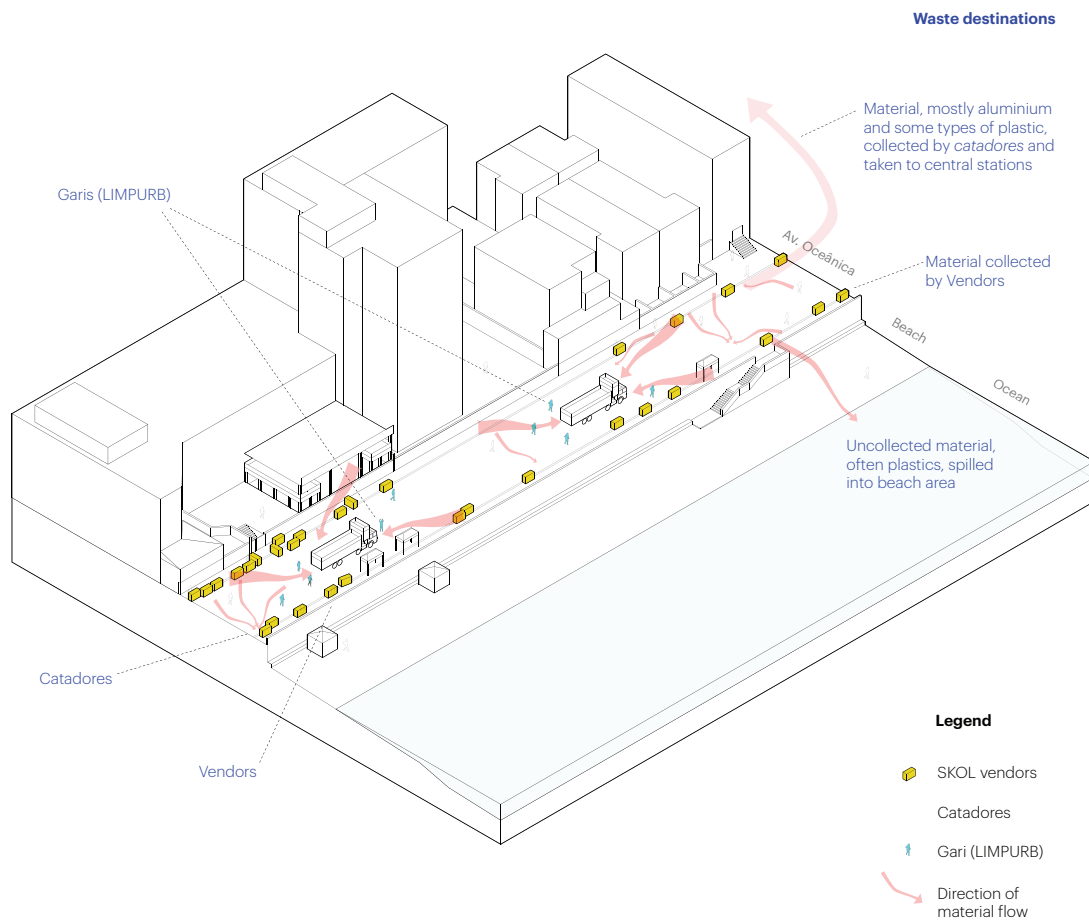 Waste destinations
Material, mostly aluminium
and some types of plastic,
collected by catadores and
taken to central stations
Garis (LIMPURB)
Av. Oceânica
Material collected
by Vendors
Beach
Ocean
Uncollected material,
often plastics, spilled
into beach area
Catadores
Vendors
Legend
SKOL vendors
Catadores
Gari (LIMPURB)
Direction of
material flow